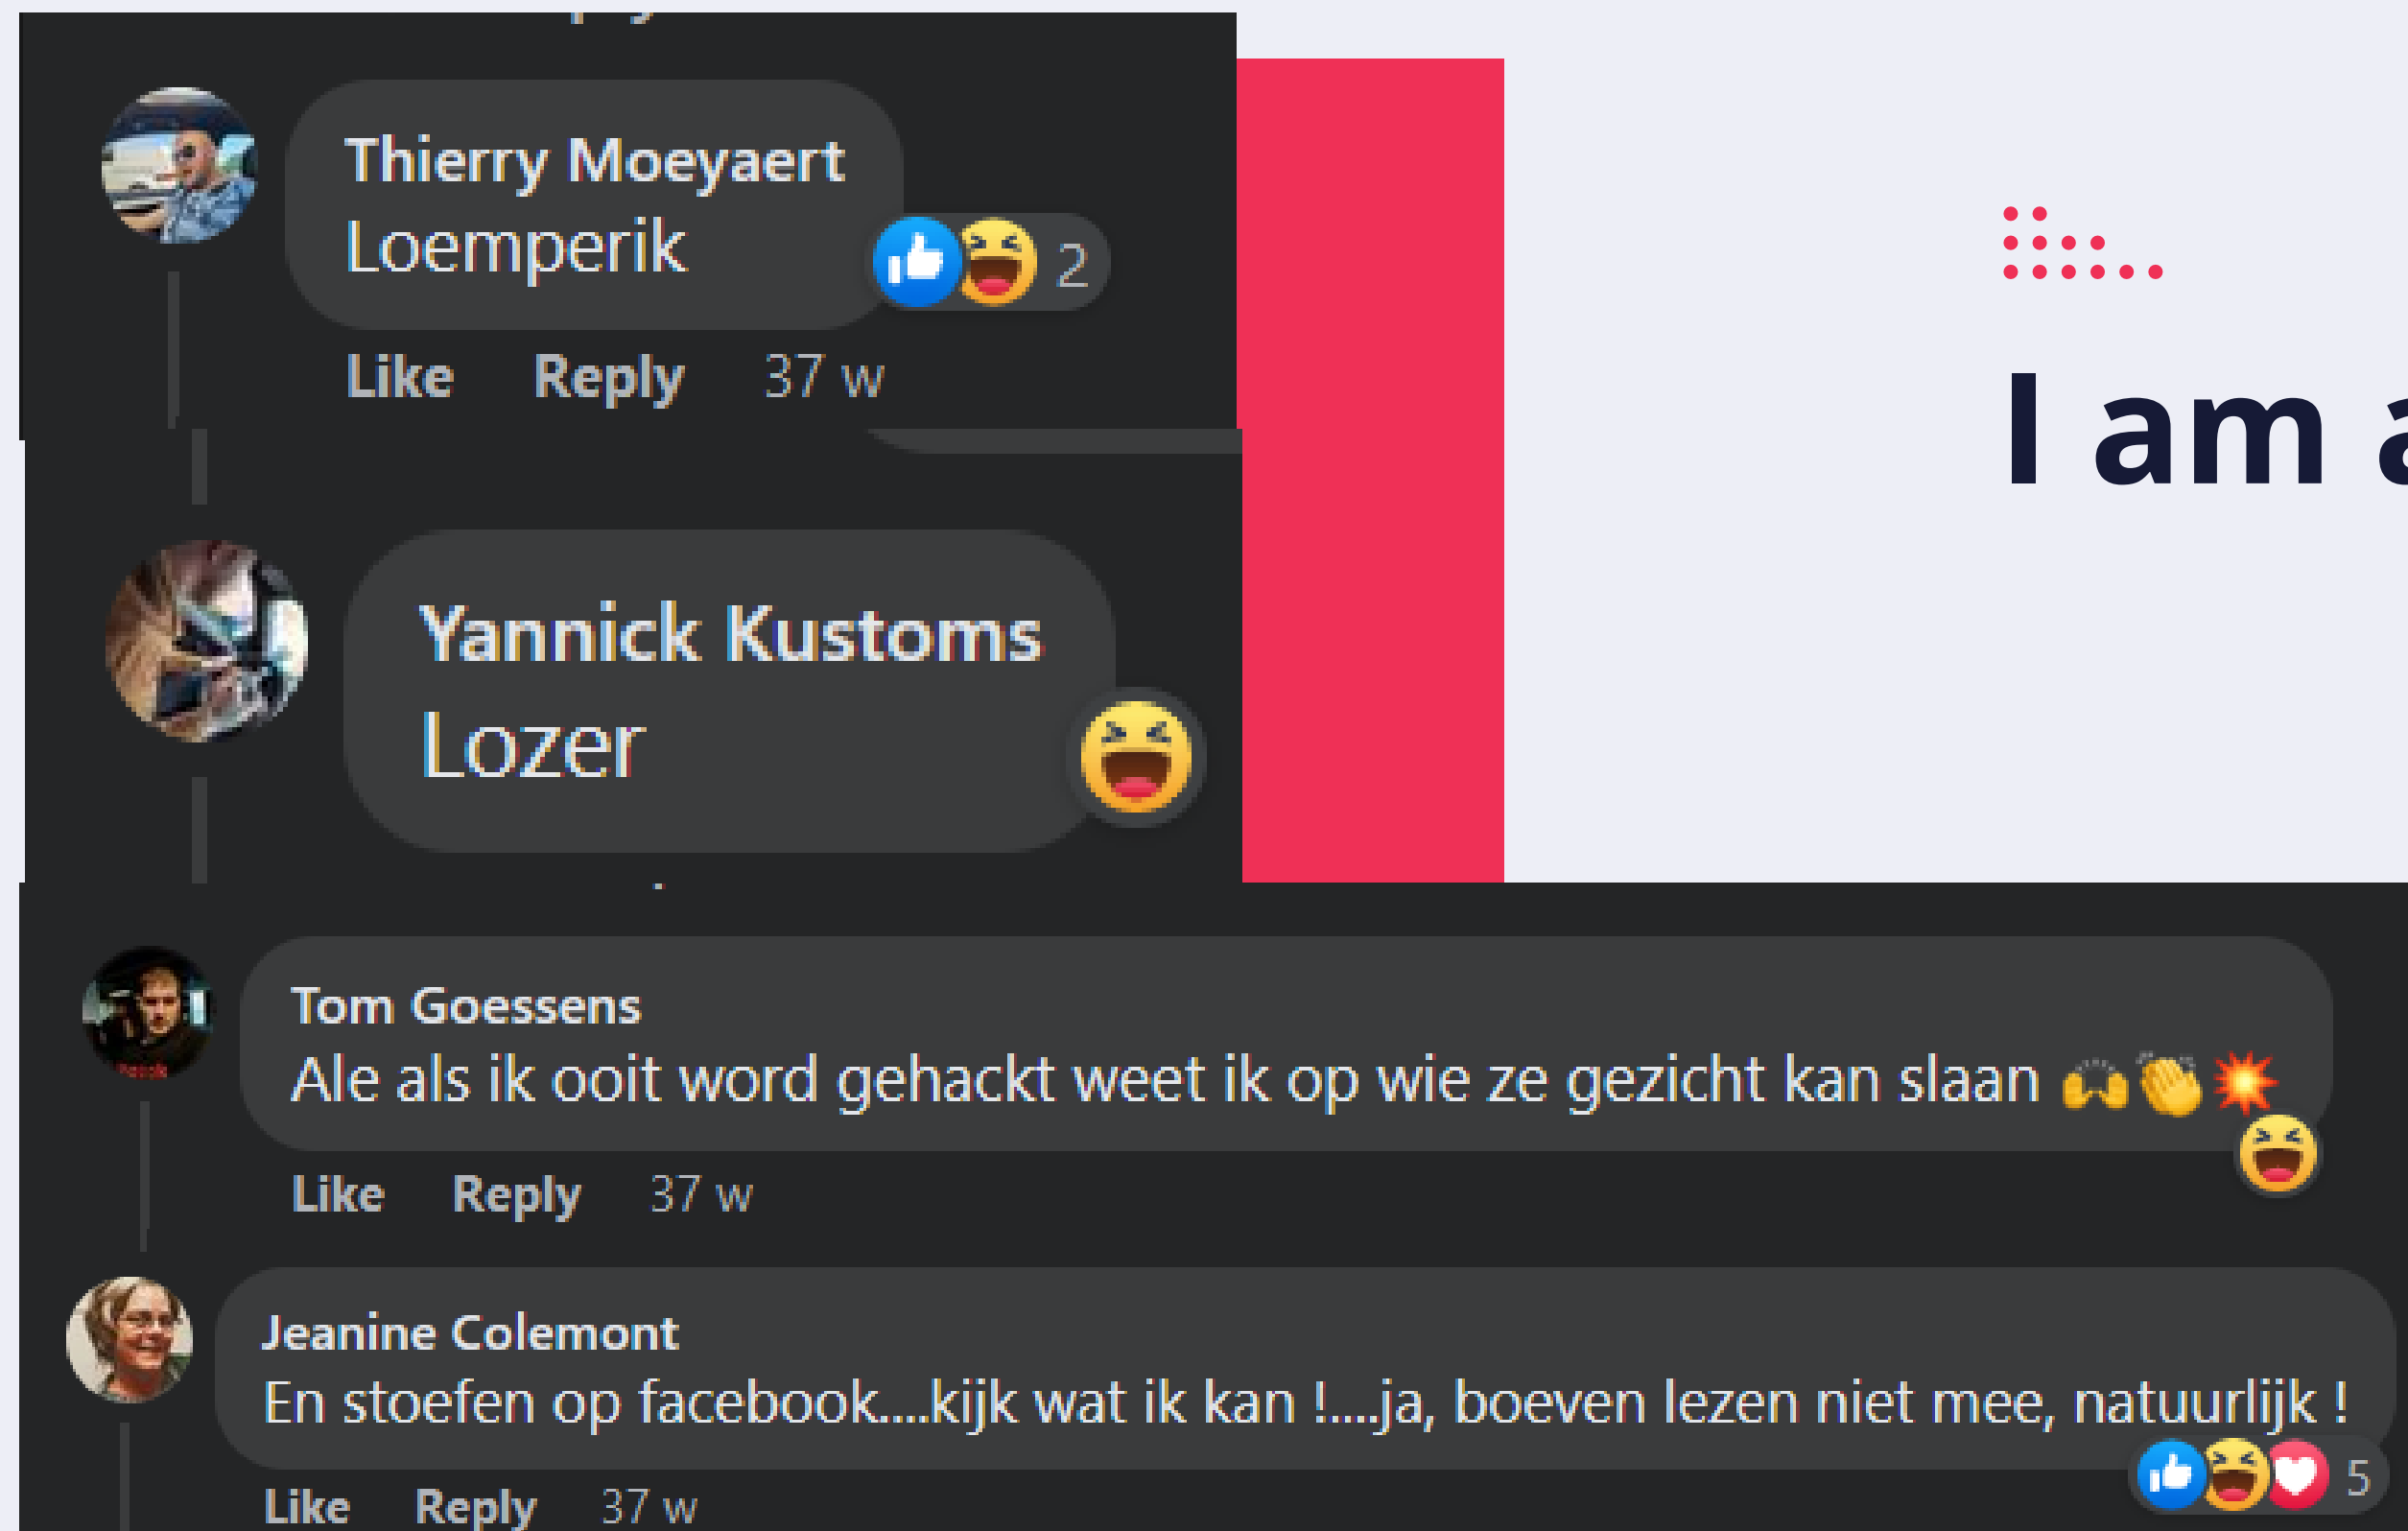 Thierry Moeyaert
Loemperik
2
Like Reply 37 w
I am
Yannick Kustoms
Lozer
Tom Goessens
Ale als ik ooit word gehackt weet ik op wie ze gezicht kan slaan 🙌👏💥
Like Reply 37 w
Jeanine Colemont
En stoefen op facebook....kijk wat ik kan !....ja, boeven lezen niet mee, natuurlijk !
5
Like Reply 37 w